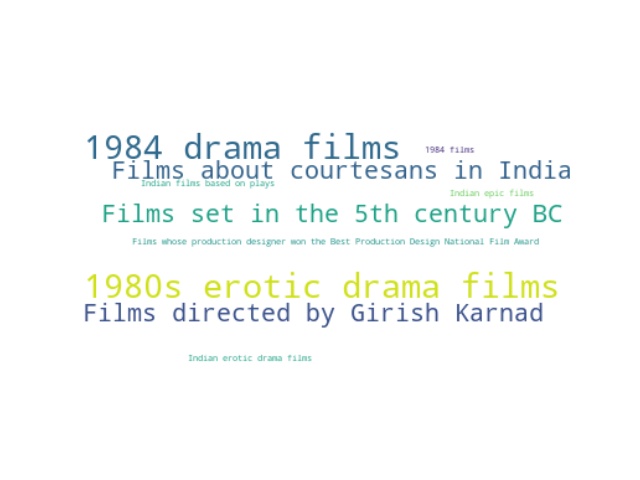 1984 drama films
1984 films
Films about courtesans in India
Indian films based on plays
Indian epic films
Films set in the 5th century BC
Films whose production designer won the Best Production Design National Film Award
1980s erotic drama films
Films directed by Girish Karnad
Indian erotic drama films